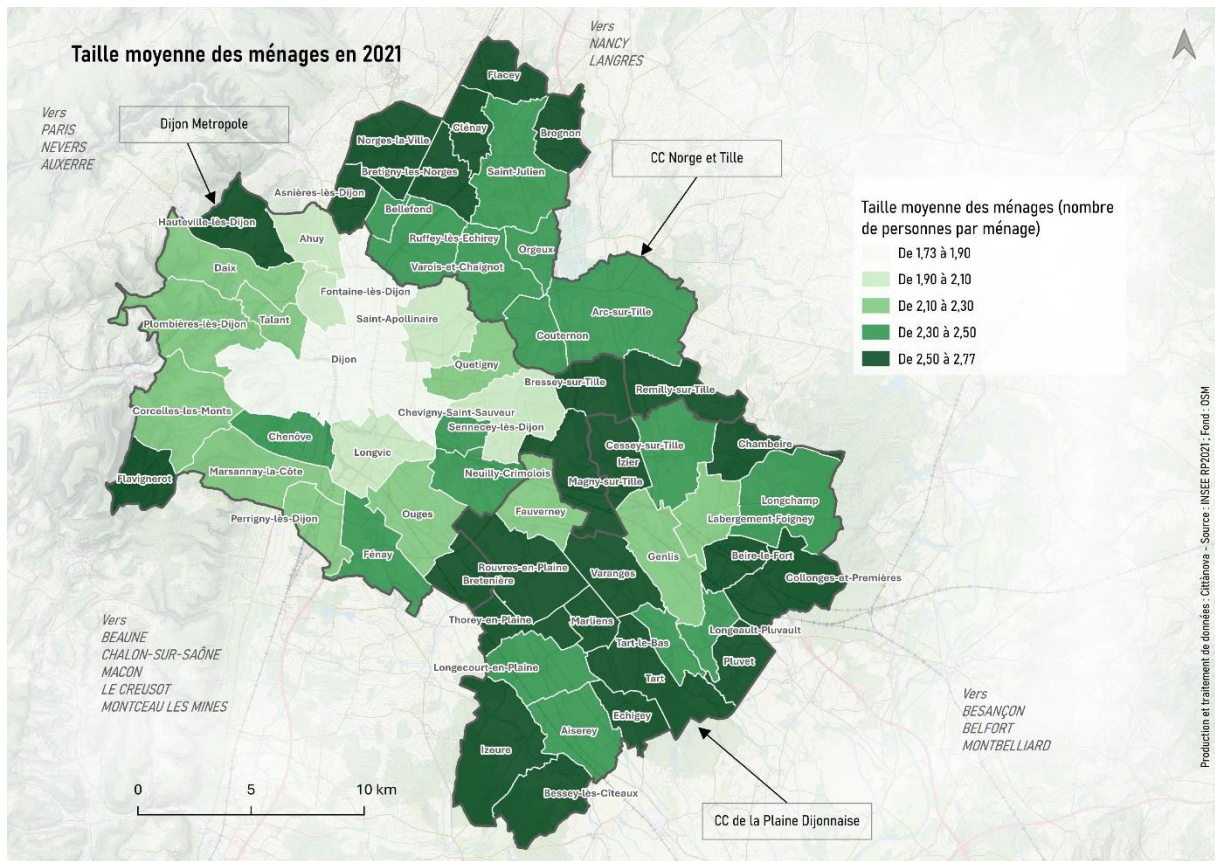 Taille moyenne des ménages en 2021
Vers
NANCY
LANGRES
Vers
PARIS
NEVERS
AUXERRE
Dijon Metropole
CC Norge et Tille
Taille moyenne des ménages (nombre
de personnes par ménage)
De 1,73 à 1,90
De 1,90 à 2,10
De 2,10 à 2,30
De 2,30 à 2,50
De 2,50 à 2,77
Flacey
Clénay
Brognon
Norges-la-Ville
Bretigny-les-Norges
Saint-Julien
Asnières-lès-Dijon
Bellefond
Hauteville-lès-Dijon
Ahuy
Ruffey-lès-Echirey
Orgeux
Daix
Varois-et-Chaignot
Fontaine-lès-Dijon
Arc-sur-Tille
Saint-Apollinaire
Plombières-lès-Dijon
Talant
Couternon
Dijon
Quetigny
Bressey-sur-Tille
Remilly-sur-Tille
Corcelles-les-Monts
Chevigny-Saint-Sauveur
Chenôve
Sennecey-lès-Dijon
Cessey-sur-Tille
Chambeire
Longvic
Izier
Marsannay-la-Côte
Neuilly-Crimolois
Flavignerot
Magny-sur-Tille
Longchamp
Perrigny-lès-Dijon
Ouges
Fauverney
Labergement-Foigney
Fénay
Genlis
Beire-le-Fort
Rouvres-en-Plaine
Varanges
Bretenière
Collonges-et-Premières
Thorey-en-Plaine
Marliens
Longeault-Pluvault
Tart-le-Bas
Longecourt-en-Plaine
Pluvet
Tart
Echigey
Aiserey
Izeure
Bessey-lès-Cîteaux
Vers
BEAUNE
CHALON-SUR-SAÔNE
MACON
LE CREUSOT
MONTCEAU LES MINES
Vers
BESANÇON
BELFORT
MONTBELLIARD
0 5 10 km
CC de la Plaine Dijonnaise
Production et traitement de données : Cittànova - Source : INSEE RP2021 ; Fond : OSM